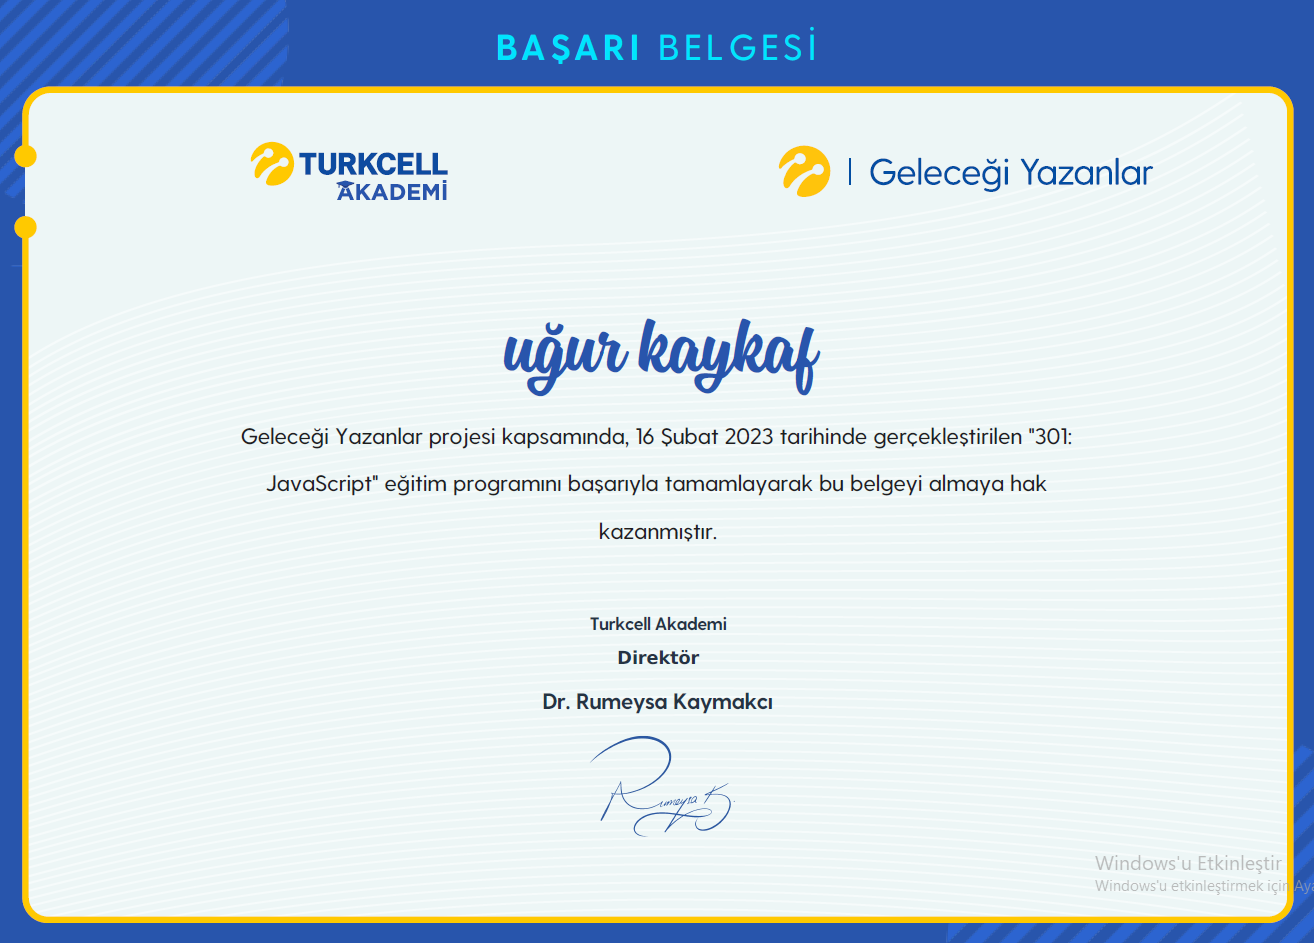 BAŞARI BELGESİ
TURKCELL
AKADEMİ
Geleceği Yazanlar
uğur kaykaf
Geleceği Yazanlar projesi kapsamında, 16 Şubat 2023 tarihinde gerçekleştirilen "301:
JavaScript" eğitim programını başarıyla tamamlayarak bu belgeyi almaya hak
kazanmıştır.
Turkcell Akademi
Direktör
Dr. Rumeysa Kaymakcı
Rumeysa K.
Windows'u Etkinleştir
Windows'u etkinleştirmek için Aya